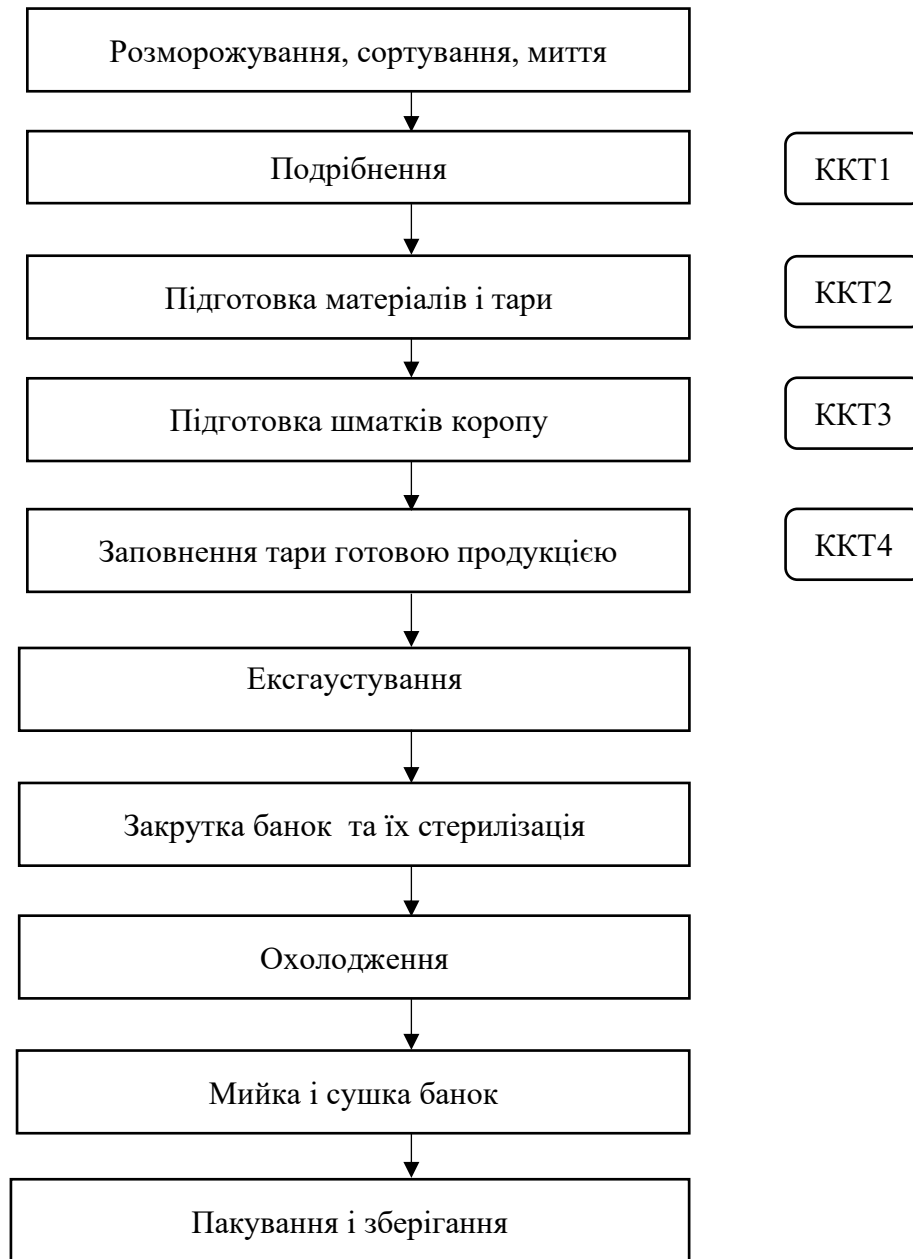 Розморожування, сортування, миття
Подрібнення
ККТ1
Підготовка матеріалів і тари
ККТ2
Підготовка шматків коропу
ККТ3
Заповнення тари готовою продукцією
ККТ4
Ексгаустування
Закрутка банок та їх стерилізація
Охолодження
Мийка і сушка банок
Пакування і зберігання